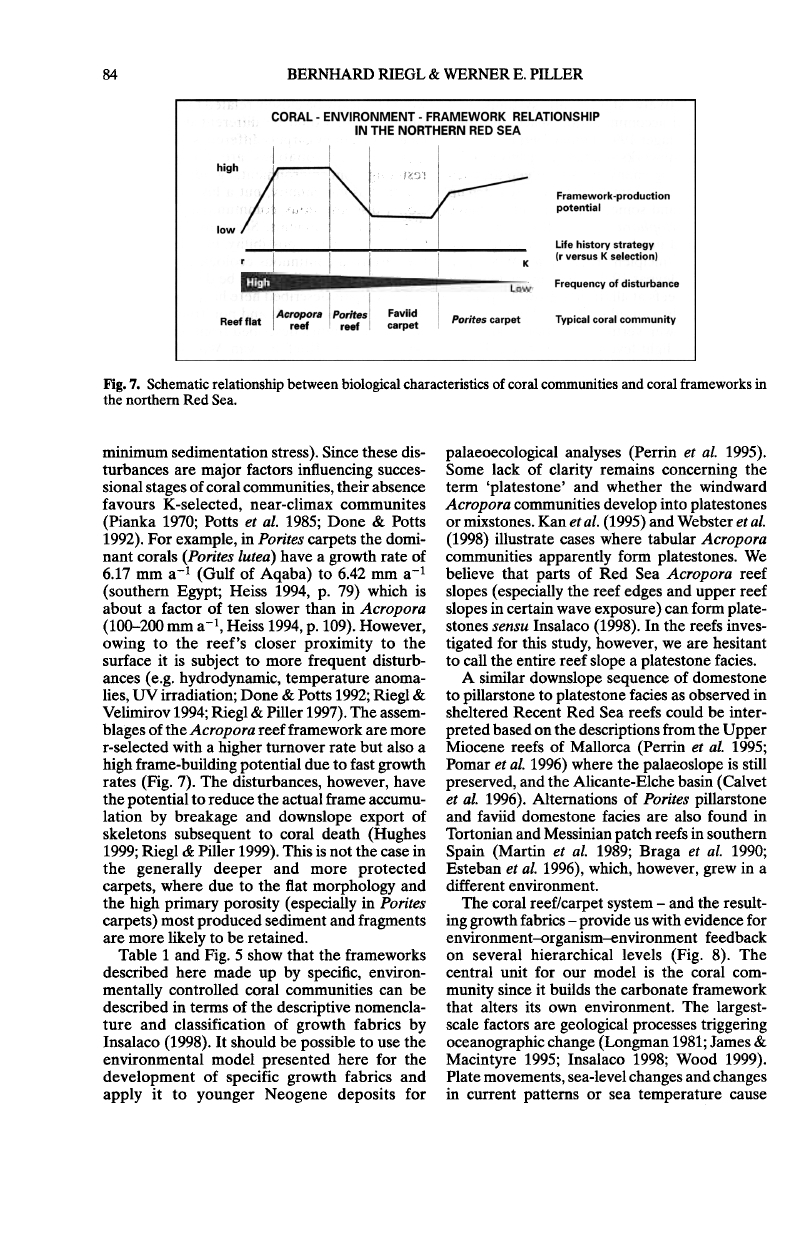 84
BERNHARD RIEGL & WERNER E. PILLER
CORAL - ENVIRONMENT - FRAMEWORK RELATIONSHIP
IN THE NORTHERN RED SEA
high
low
Framework-production
potential
Life history strategy
(r versus K selection)
r
K
High
Low
Frequency of disturbance
Reef flat
Acropora
reef
Porites
reef
Faviid
carpet
Porites carpet
Typical coral community
Fig. 7. Schematic relationship between biological characteristics of coral communities and coral frameworks in
the northern Red Sea.
minimum sedimentation stress). Since these dis-
turbances are major factors influencing succes-
sional stages of coral communities, their absence
favours K-selected, near-climax communites
(Pianka 1970; Potts et al. 1985; Done & Potts
1992). For example, in Porites carpets the domi-
nant corals (Porites lutea) have a growth rate of
6.17 mm a⁻¹ (Gulf of Aqaba) to 6.42 mm a⁻¹
(southern Egypt; Heiss 1994, p. 79) which is
about a factor of ten slower than in Acropora
(100–200 mm a⁻¹, Heiss 1994, p. 109). However,
owing to the reef's closer proximity to the
surface it is subject to more frequent disturb-
ances (e.g. hydrodynamic, temperature anoma-
lies, UV irradiation; Done & Potts 1992; Riegl &
Velimirov 1994; Riegl & Piller 1997). The assem-
blages of the Acropora reef framework are more
r-selected with a higher turnover rate but also a
high frame-building potential due to fast growth
rates (Fig. 7). The disturbances, however, have
the potential to reduce the actual frame accumu-
lation by breakage and downslope export of
skeletons subsequent to coral death (Hughes
1999; Riegl & Piller 1999). This is not the case in
the generally deeper and more protected
carpets, where due to the flat morphology and
the high primary porosity (especially in Porites
carpets) most produced sediment and fragments
are more likely to be retained.
Table 1 and Fig. 5 show that the frameworks
described here made up by specific, environ-
mentally controlled coral communities can be
described in terms of the descriptive nomencla-
ture and classification of growth fabrics by
Insalaco (1998). It should be possible to use the
environmental model presented here for the
development of specific growth fabrics and
apply it to younger Neogene deposits for
palaeoecological analyses (Perrin et al. 1995).
Some lack of clarity remains concerning the
term 'platestone' and whether the windward
Acropora communities develop into platestones
or mixstones. Kan et al. (1995) and Webster et al.
(1998) illustrate cases where tabular Acropora
communities apparently form platestones. We
believe that parts of Red Sea Acropora reef
slopes (especially the reef edges and upper reef
slopes in certain wave exposure) can form plate-
stones sensu Insalaco (1998). In the reefs inves-
tigated for this study, however, we are hesitant
to call the entire reef slope a platestone facies.
A similar downslope sequence of domestone
to pillarstone to platestone facies as observed in
sheltered Recent Red Sea reefs could be inter-
preted based on the descriptions from the Upper
Miocene reefs of Mallorca (Perrin et al. 1995;
Pomar et al. 1996) where the palaeoslope is still
preserved, and the Alicante-Elche basin (Calvet
et al. 1996). Alternations of Porites pillarstone
and faviid domestone facies are also found in
Tortonian and Messinian patch reefs in southern
Spain (Martin et al. 1989; Braga et al. 1990;
Esteban et al. 1996), which, however, grew in a
different environment.
The coral reef/carpet system – and the result-
ing growth fabrics – provide us with evidence for
environment–organism–environment feedback
on several hierarchical levels (Fig. 8). The
central unit for our model is the coral com-
munity since it builds the carbonate framework
that alters its own environment. The largest-
scale factors are geological processes triggering
oceanographic change (Longman 1981; James &
Macintyre 1995; Insalaco 1998; Wood 1999).
Plate movements, sea-level changes and changes
in current patterns or sea temperature cause